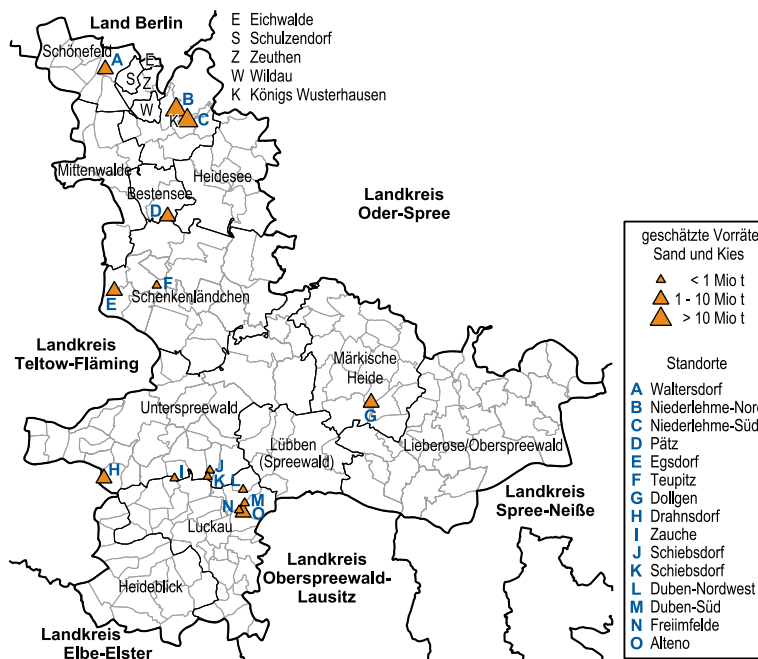 Land Berlin
E Eichwalde
S Schulzendorf
Z Zeuthen
W Wildau
K Königs Wusterhausen
Schönefeld
A
E
S
Z
W
B
K
C
Mittenwalde
Heidesee
Bestensee
D
Landkreis
Oder-Spree
E
F
Schenkenländchen
Landkreis
Teltow-Fläming
Märkische
Heide
G
Unterspreewald
Lübben
(Spreewald)
Lieberose/Oberspreewald
H
I
J
K
L
M
N
O
Luckau
Heideblick
Landkreis
Spree-Neiße
Landkreis
Oberspreewald-
Lausitz
Landkreis
Elbe-Elster
geschätzte Vorräte
Sand und Kies
< 1 Mio t
1 - 10 Mio t
> 10 Mio t
Standorte
A Waltersdorf
B Niederlehme-Nord
C Niederlehme-Süd
D Pätz
E Egsdorf
F Teupitz
G Dollgen
H Drahnsdorf
I Zauche
J Schiebsdorf
K Schiebsdorf
L Duben-Nordwest
M Duben-Süd
N Freiimfelde
O Alteno